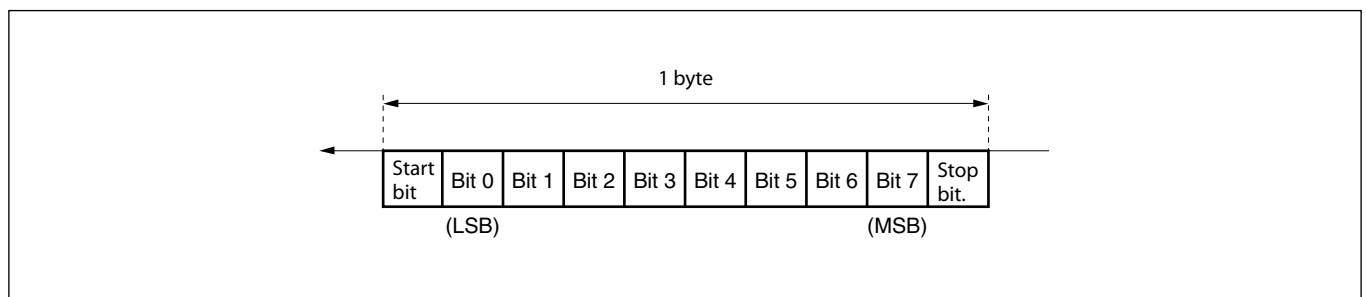 1 byte
Start bit Bit 0 Bit 1 Bit 2 Bit 3 Bit 4 Bit 5 Bit 6 Bit 7 Stop bit.
(LSB) (MSB)